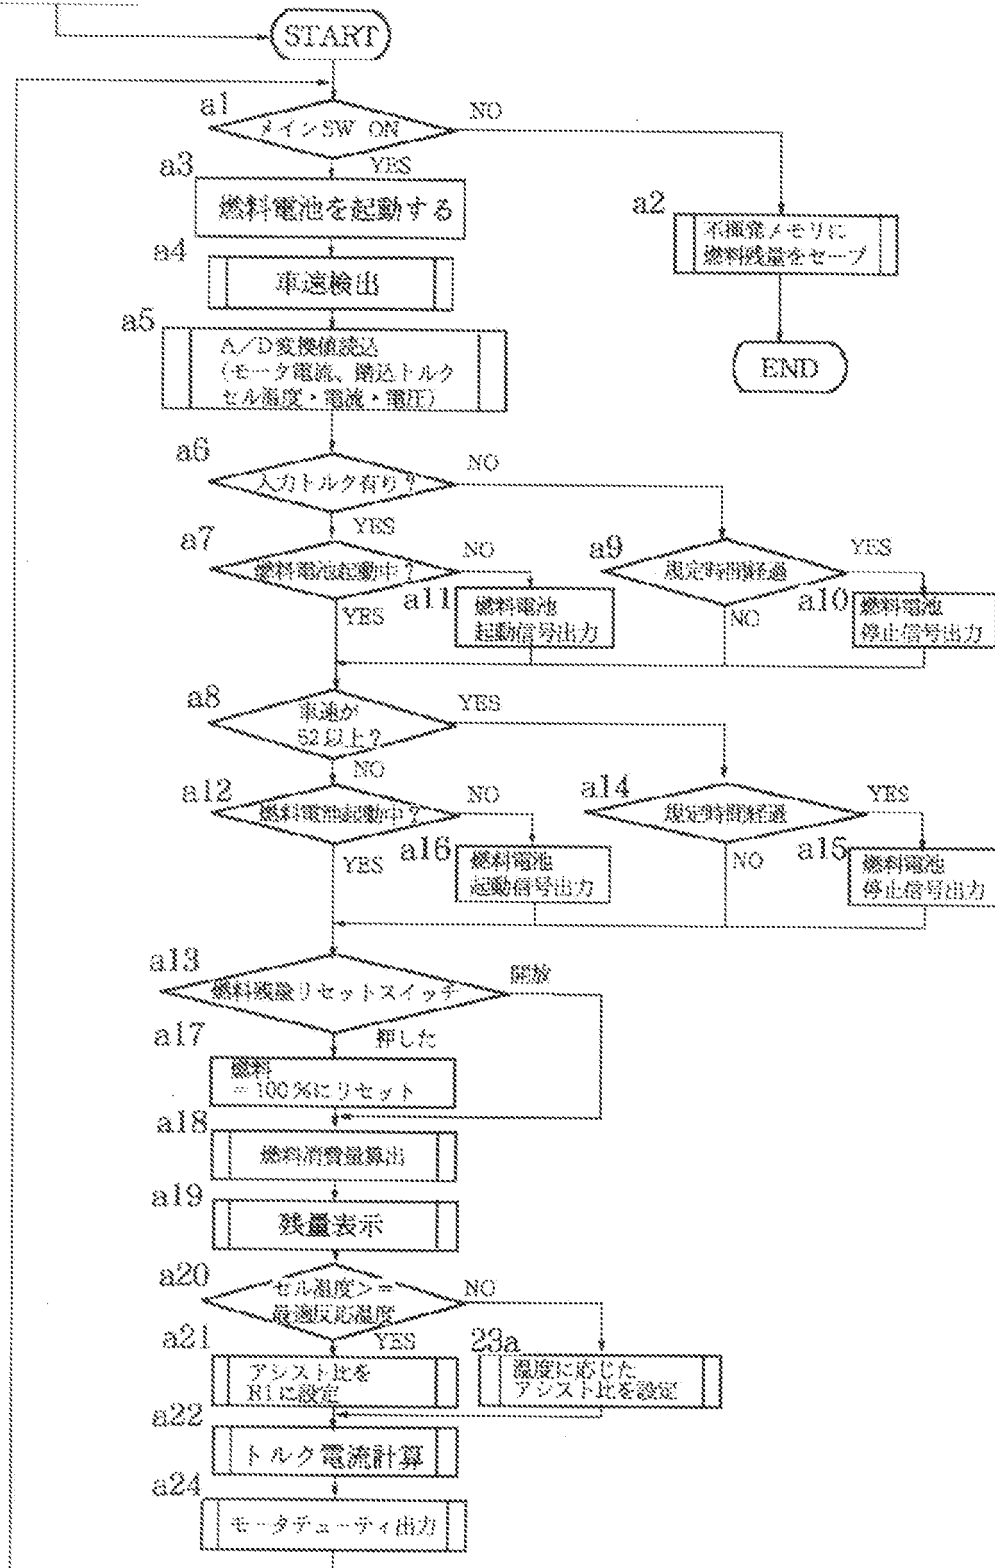 START
a1
メインSW ON
NO
YES
a3
燃料電池を起動する
a2
不揮発メモリに
燃料残量をセーブ
a4
車速検出
END
a5
A/D変換値読込
(モータ電流、踏込トルク
セル温度・電流・電圧)
a6
入力トルク有り?
NO
YES
a7
燃料電池起動中?
NO
YES
a11
燃料電池
起動信号出力
a9
規定時間経過
YES
NO
a10
燃料電池
停止信号出力
a8
車速が
S2以上?
YES
NO
a12
燃料電池起動中?
NO
YES
a16
燃料電池
起動信号出力
a14
規定時間経過
YES
NO
a15
燃料電池
停止信号出力
a13
燃料残量リセットスイッチ
開放
押した
a17
燃料
=100%にリセット
a18
燃料消費量算出
a19
残量表示
a20
セル温度>=
最適反応温度
NO
YES
a21
アシスト比を
R1に設定
23a
温度に応じた
アシスト比を設定
a22
トルク電流計算
a24
モータデューティ出力